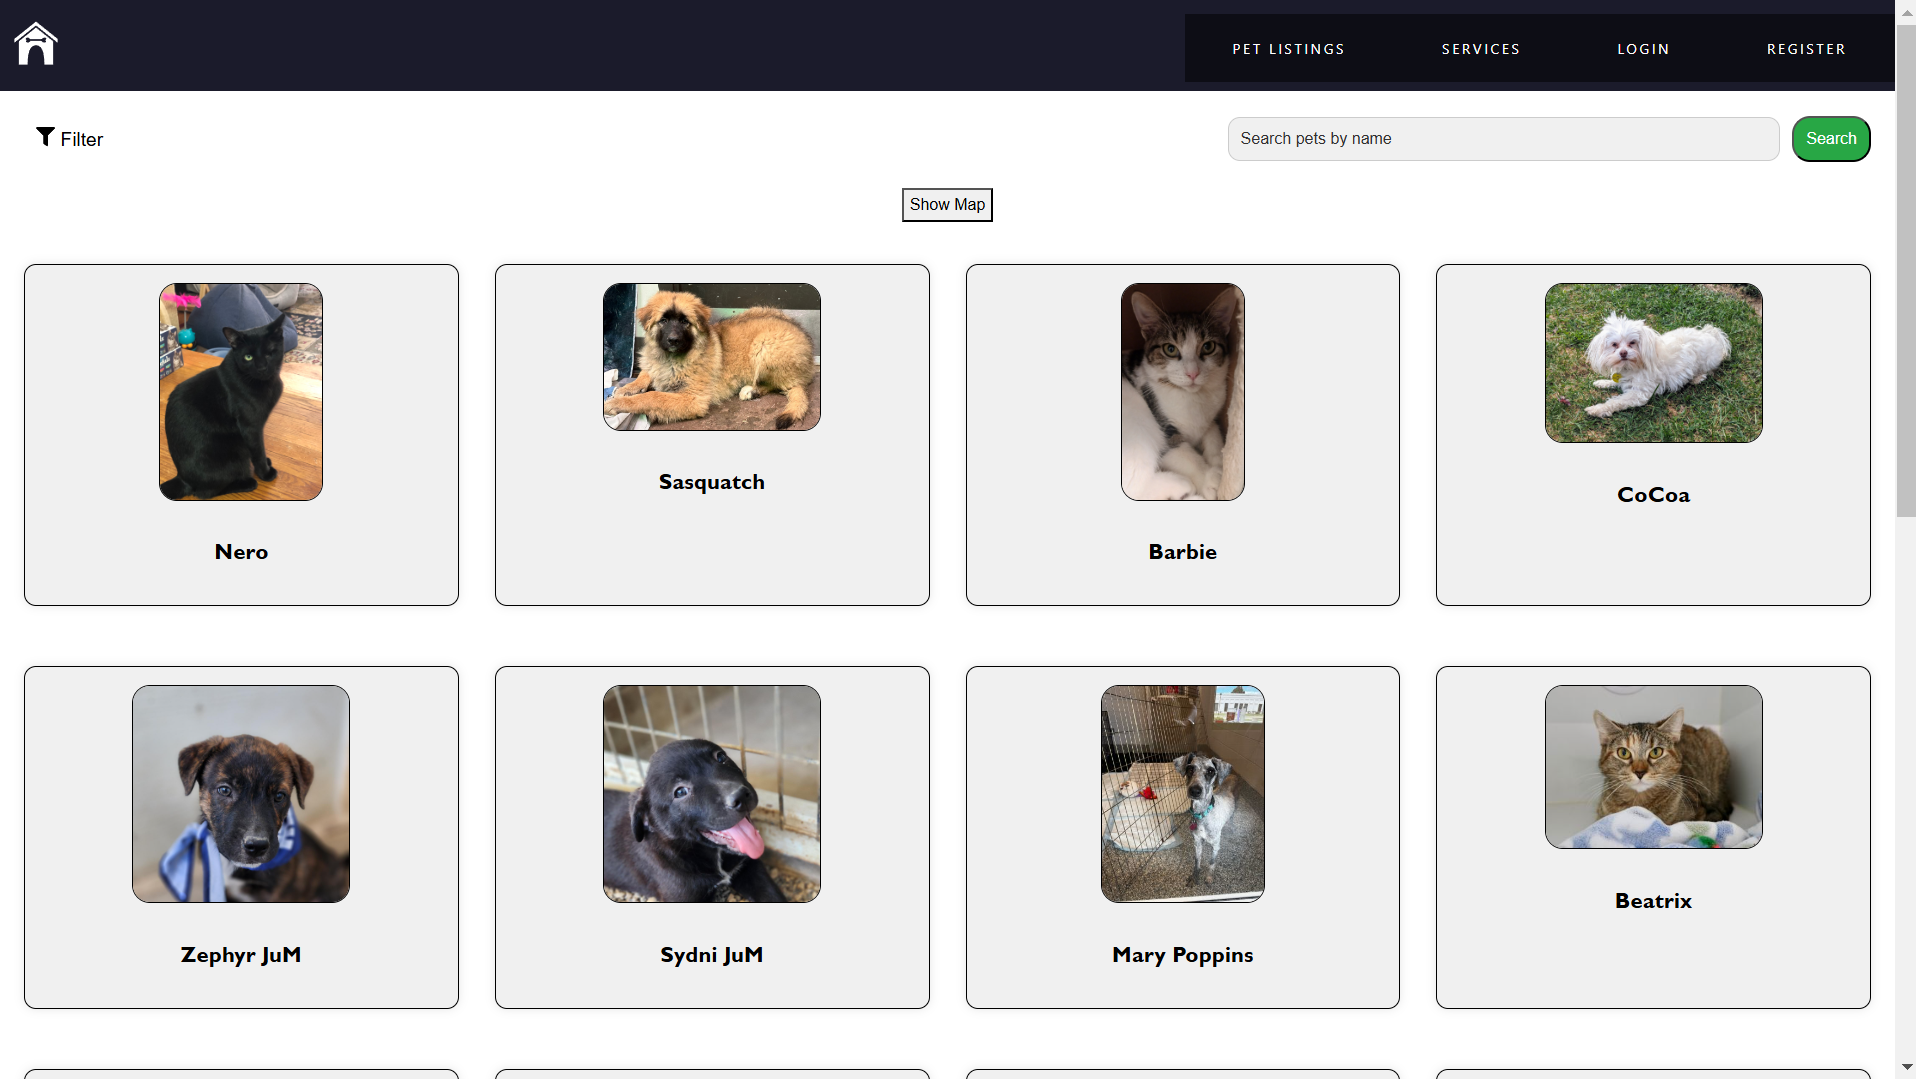 PET LISTINGS
SERVICES
LOGIN
REGISTER
Filter
Search pets by name
Search
Show Map
Nero
Sasquatch
Barbie
CoCoa
Zephyr JuM
Sydni JuM
Mary Poppins
Beatrix